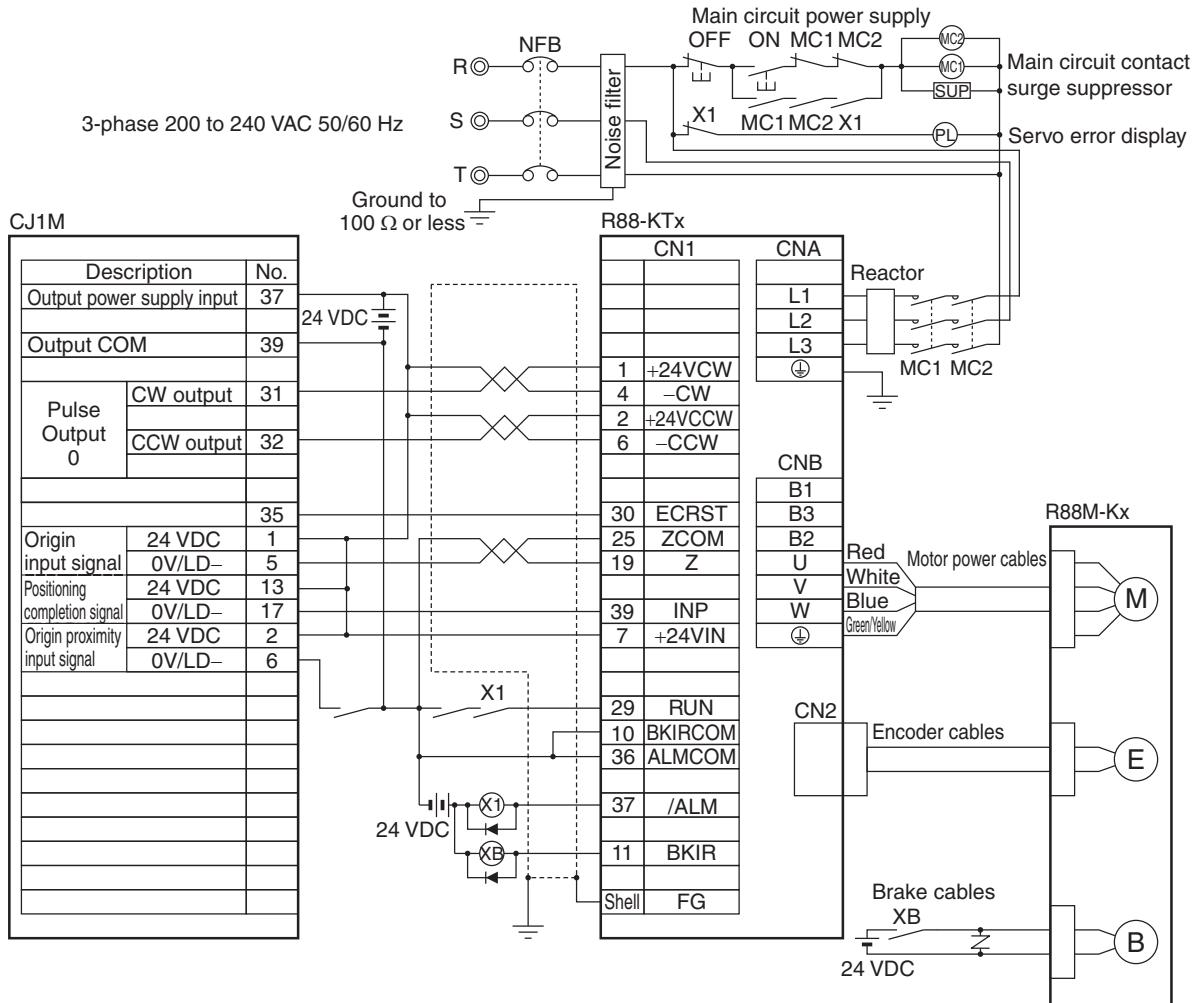 Main circuit power supply
OFF ON MC1 MC2
NFB
MC2
R
MC1
Main circuit contact
SUP
surge suppressor
Noise filter
3-phase 200 to 240 VAC 50/60 Hz
S
X1
MC1 MC2 X1
PL
Servo error display
T
Ground to
100 Ω or less
CJ1M
R88-KTx
CN1
CNA
Description No.
Output power supply input 37
24 VDC
Output COM 39
Pulse
Output
0
CW output 31
CCW output 32
35
Origin
input signal
24 VDC 1
0V/LD− 5
Positioning
completion signal
24 VDC 13
0V/LD− 17
Origin proximity
input signal
24 VDC 2
0V/LD− 6
Reactor
L1
L2
L3
MC1 MC2
1 +24VCW
4 −CW
2 +24VCCW
6 −CCW
30 ECRST
25 ZCOM
19 Z
39 INP
7 +24VIN
X1
29 RUN
10 BKIRCOM
36 ALMCOM
X1
37 /ALM
24 VDC
XB
11 BKIR
Shell FG
CNB
B1
B3
B2
U
V
W
Red
White
Blue
Green/Yellow
Motor power cables
R88M-Kx
M
CN2
Encoder cables
E
Brake cables
XB
24 VDC
B